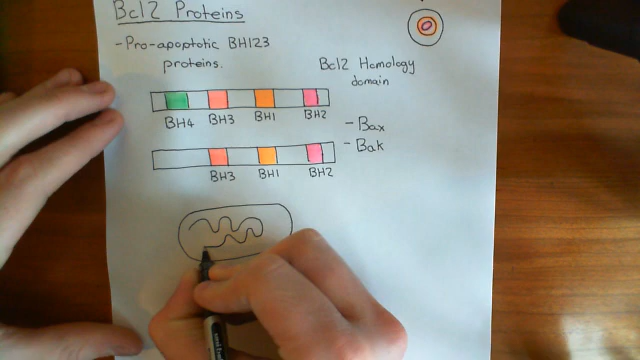 Bcl2 Proteins
- Pro-apoptotic BH123
proteins.
Bcl2 Homology
domain
BH4 BH3 BH1 BH2
- Bax
- Bak
BH3 BH1 BH2